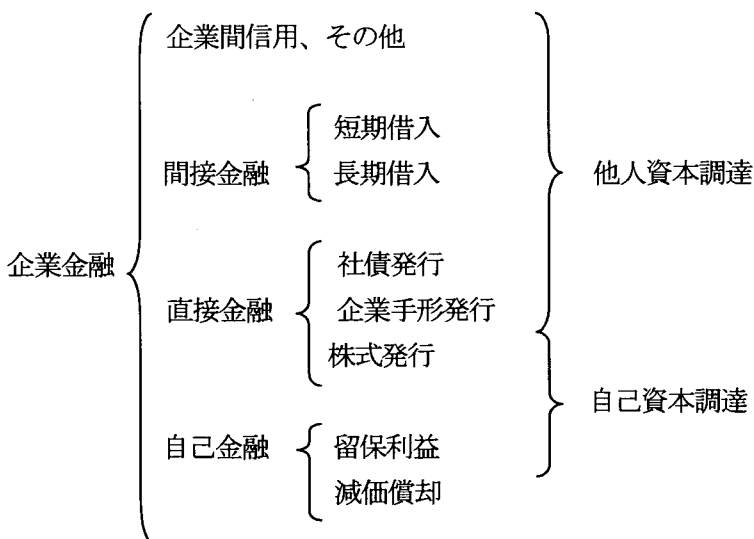 企業間信用、その他
短期借入
間接金融
長期借入
他人資本調達
企業金融
社債発行
直接金融
企業手形発行
株式発行
自己資本調達
自己金融
留保利益
減価償却